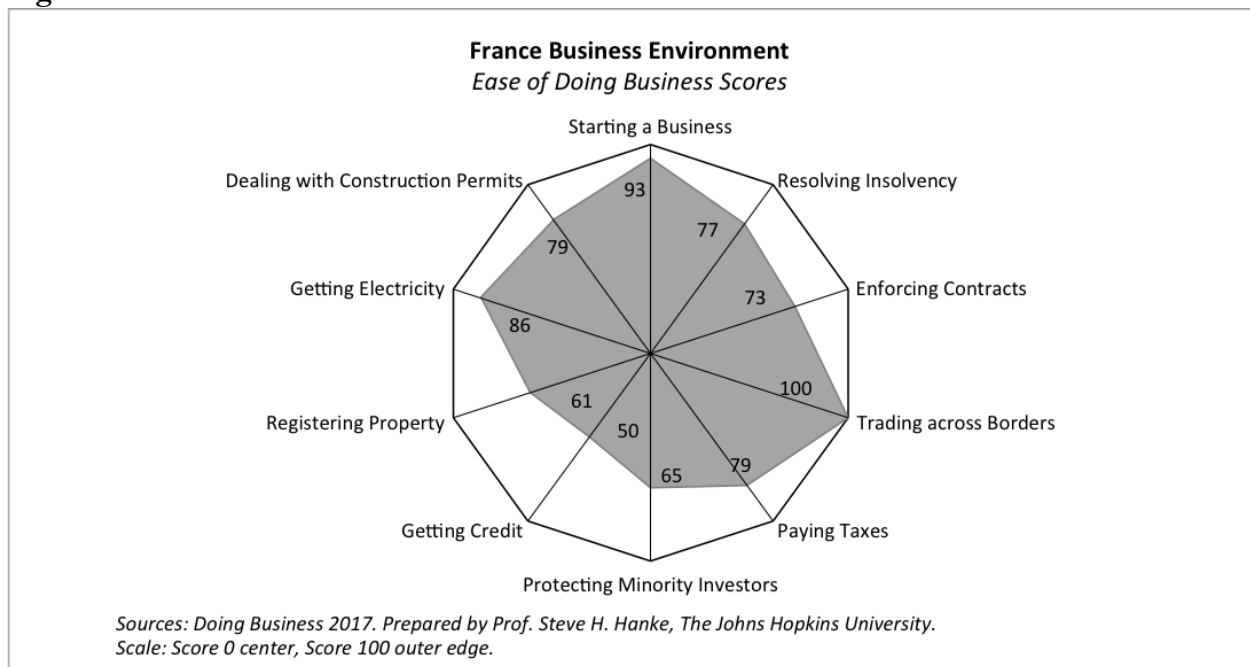 France Business Environment
Ease of Doing Business Scores
Starting a Business
Dealing with Construction Permits
Resolving Insolvency
93
77
79
Getting Electricity
Enforcing Contracts
73
86
100
61
50
Registering Property
Trading across Borders
79
65
Getting Credit
Paying Taxes
Protecting Minority Investors
Sources: Doing Business 2017. Prepared by Prof. Steve H. Hanke, The Johns Hopkins University.
Scale: Score 0 center, Score 100 outer edge.